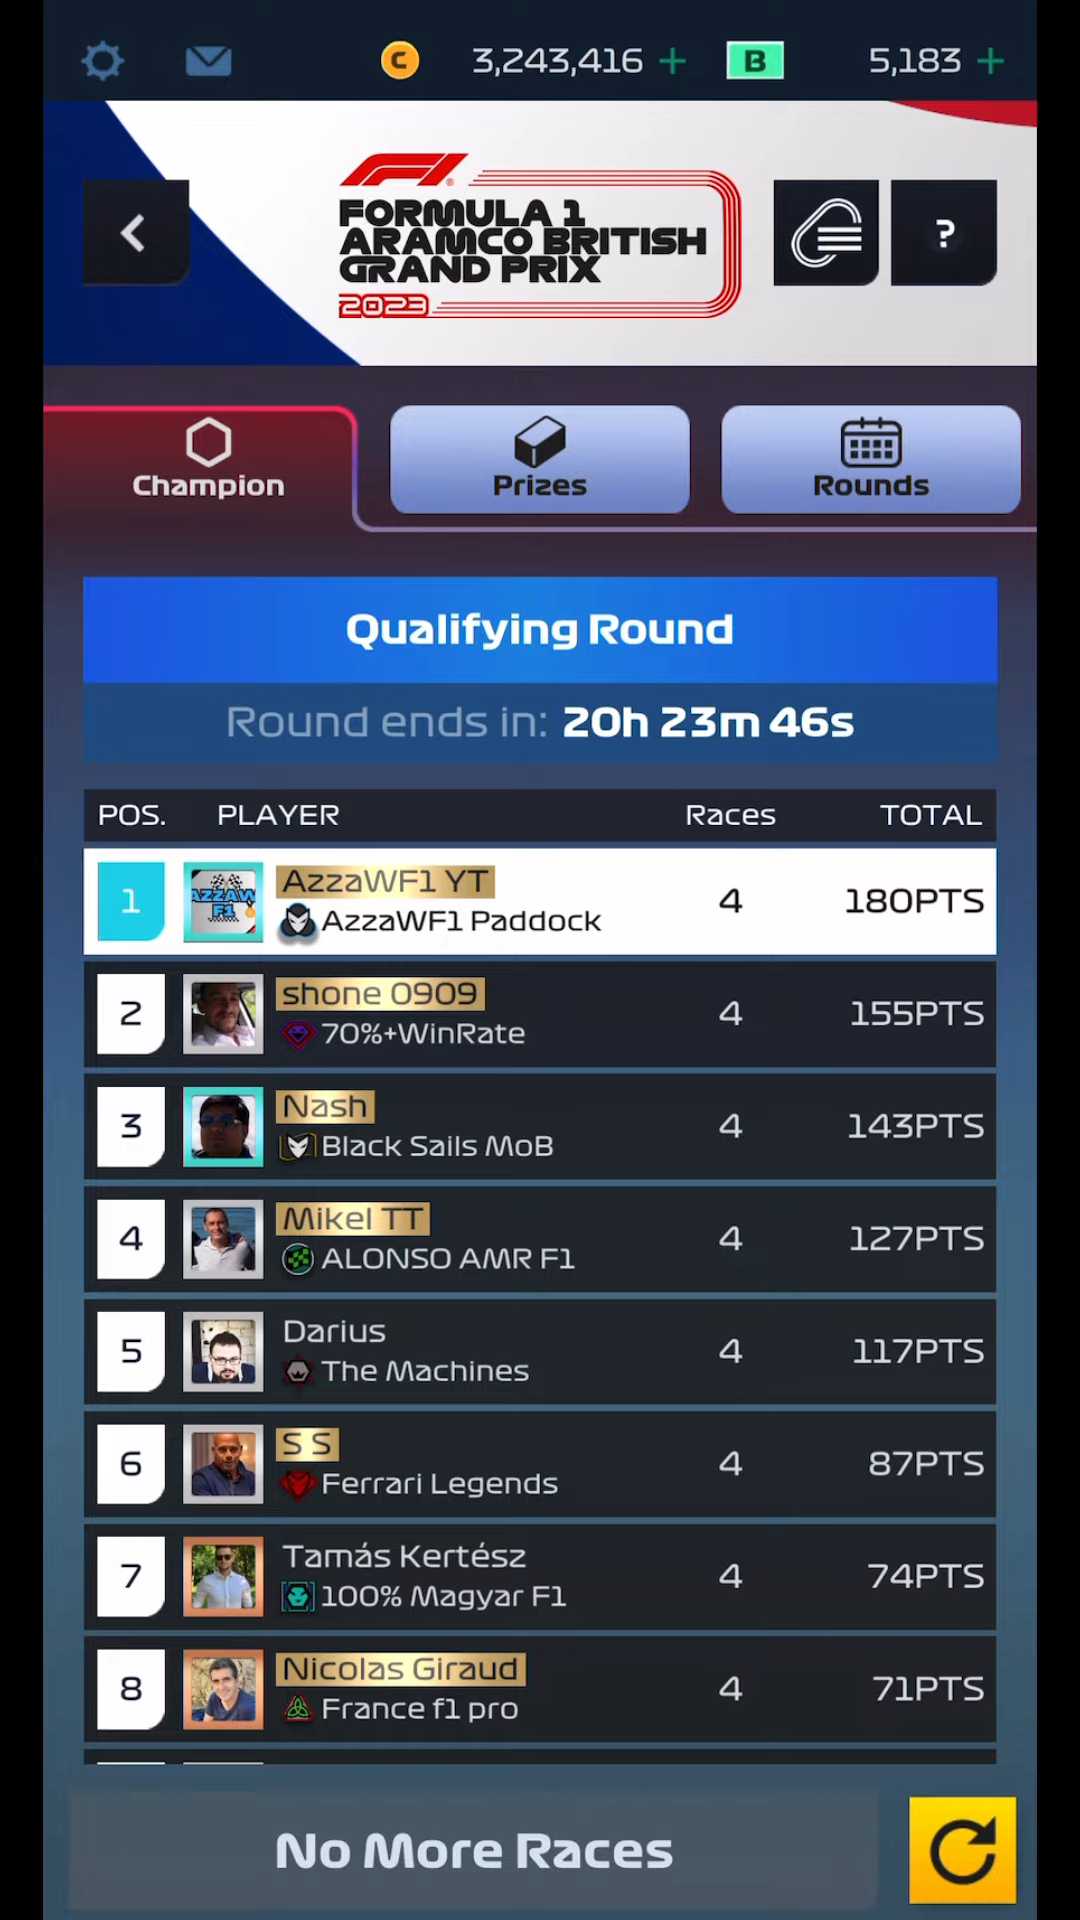 C 3,243,416 + B 5,183 +
F1
FORMULA 1
ARAMCO BRITISH
GRAND PRIX
2023
?
Champion
Prizes
Rounds
Qualifying Round
Round ends in: 20h 23m 46s
POS. PLAYER Races TOTAL
1 AzzaWF1 YT 4 180PTS
AZZAW
F1
AzzaWF1 Paddock
2 shone 0909 4 155PTS
70%+WinRate
3 Nash 4 143PTS
Black Sails MoB
4 Mikel TT 4 127PTS
ALONSO AMR F1
5 Darius 4 117PTS
The Machines
6 S S 4 87PTS
Ferrari Legends
7 Tamás Kertész 4 74PTS
100% Magyar F1
8 Nicolas Giraud 4 71PTS
France f1 pro
No More Races